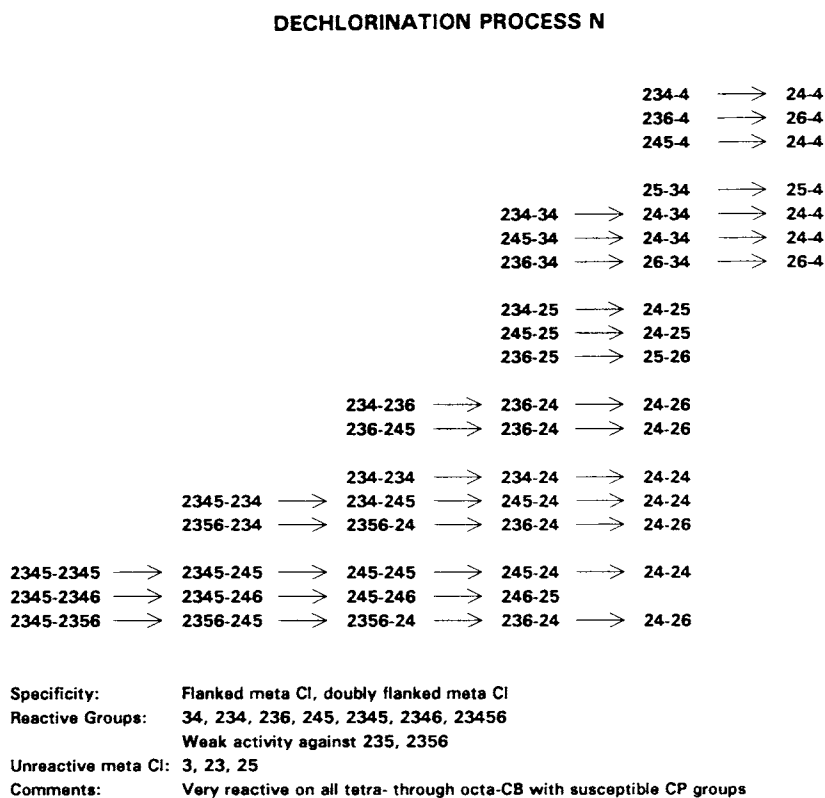 DECHLORINATION PROCESS N
234-4 → 24-4
236-4 → 26-4
245-4 → 24-4
25-34 → 25-4
234-34 → 24-34 → 24-4
245-34 → 24-34 → 24-4
236-34 → 26-34 → 26-4
234-25 → 24-25
245-25 → 24-25
236-25 → 25-26
234-236 → 236-24 → 24-26
236-245 → 236-24 → 24-26
234-234 → 234-24 → 24-24
2345-234 → 234-245 → 245-24 → 24-24
2356-234 → 2356-24 → 236-24 → 24-26
2345-2345 → 2345-245 → 245-245 → 245-24 → 24-24
2345-2346 → 2345-246 → 245-246 → 246-25
2345-2356 → 2356-245 → 2356-24 → 236-24 → 24-26
Specificity: Flanked meta Cl, doubly flanked meta Cl
Reactive Groups: 34, 234, 236, 245, 2345, 2346, 23456
Weak activity against 235, 2356
Unreactive meta Cl: 3, 23, 25
Comments: Very reactive on all tetra- through octa-CB with susceptible CP groups